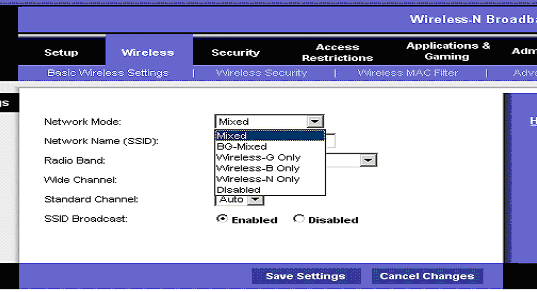 Wireless-N Broadba
Setup Wireless Security Access Restrictions Applications & Gaming Adm
Basic Wireless Settings | Wireless Security | Wireless MAC Filter | Adva
gs
Network Mode: Mixed
H
Mixed
Network Name (SSID):
BG-Mixed
Wireless-G Only
Radio Band:
Wireless-B Only
Wide Channel: Wireless-N Only
Disabled
Standard Channel: Auto
SSID Broadcast: Enabled Disabled
Save Settings Cancel Changes